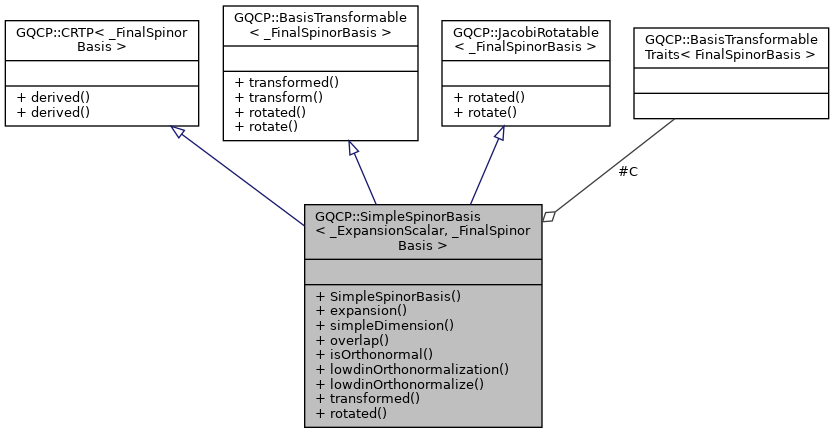 GQCP::CRTP< _FinalSpinor
Basis >
+ derived()
+ derived()
GQCP::BasisTransformable
< _FinalSpinorBasis >
+ transformed()
+ transform()
+ rotated()
+ rotate()
GQCP::JacobiRotatable
< _FinalSpinorBasis >
+ rotated()
+ rotate()
GQCP::BasisTransformable
Traits< FinalSpinorBasis >
#C
GQCP::SimpleSpinorBasis
< _ExpansionScalar, _FinalSpinor
Basis >
+ SimpleSpinorBasis()
+ expansion()
+ simpleDimension()
+ overlap()
+ isOrthonormal()
+ lowdinOrthonormalization()
+ lowdinOrthonormalize()
+ transformed()
+ rotated()